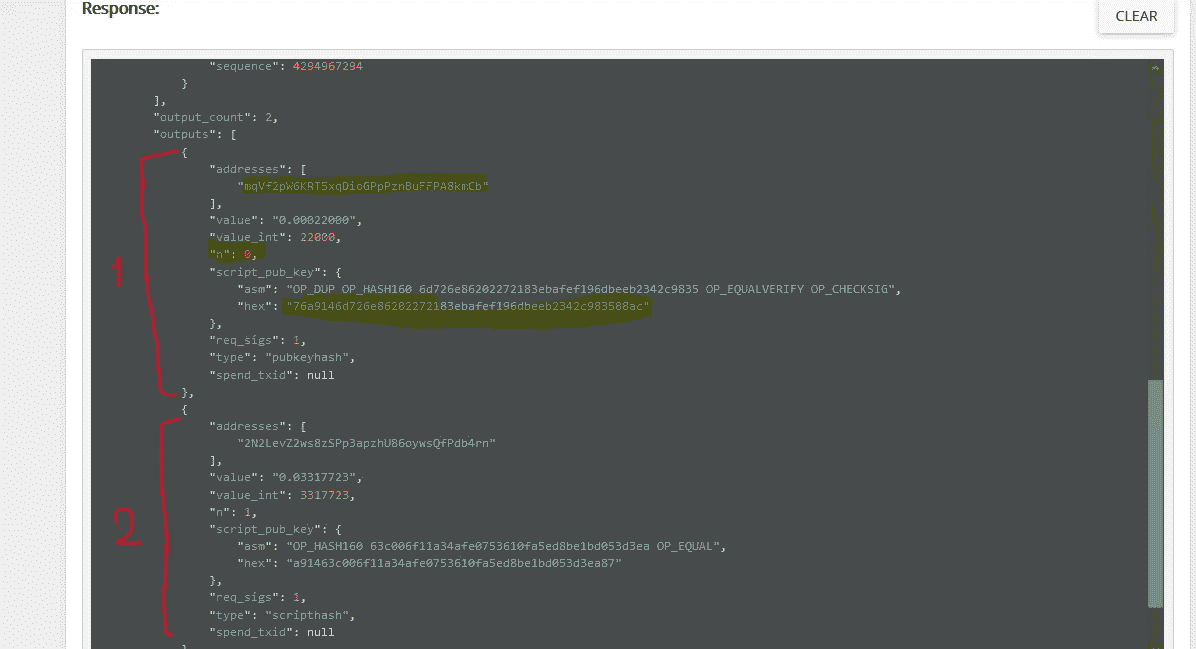 Response:
CLEAR
"sequence": 4294967294
}
],
"output_count": 2,
"outputs": [
{
"addresses": [
"mqVf2pW6KRT5xqDioGPpPznBuFFPA8kmCb"
],
"value": "0.00022000",
"value_int": 22000,
"n": 0,
"script_pub_key": {
"asm": "OP_DUP OP_HASH160 6d726e86202272183ebafef196dbeeb2342c9835 OP_EQUALVERIFY OP_CHECKSIG",
"hex": "76a9146d726e86202272183ebafef196dbeeb2342c983588ac"
},
"req_sigs": 1,
"type": "pubkeyhash",
"spend_txid": null
},
1
{
"addresses": [
"2N2LevZ2ws8zSPp3apzhU86oywsQfPdb4rn"
],
"value": "0.03317723",
"value_int": 3317723,
"n": 1,
"script_pub_key": {
"asm": "OP_HASH160 63c006f11a34afe0753610fa5ed8be1bd053d3ea OP_EQUAL",
"hex": "a91463c006f11a34afe0753610fa5ed8be1bd053d3ea87"
},
"req_sigs": 1,
"type": "scripthash",
"spend_txid": null
}
2